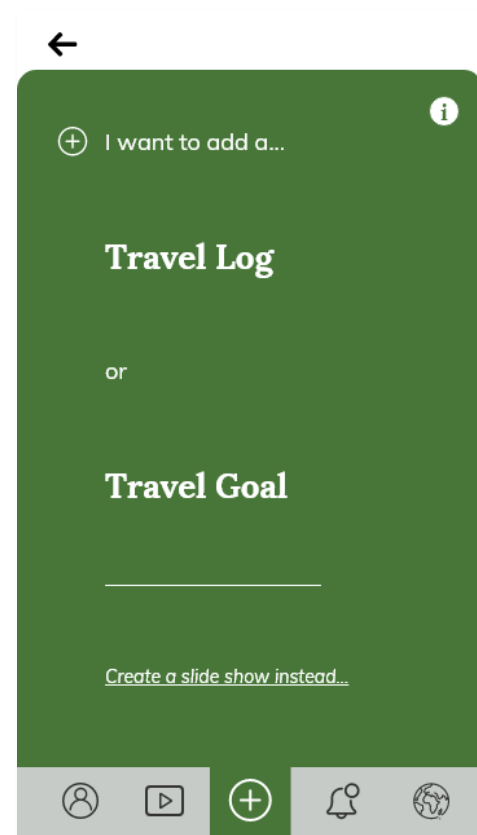 I want to add a...
Travel Log
or
Travel Goal
Create a slide show instead...